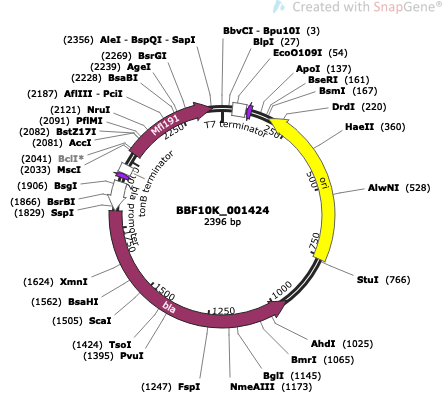 Created with SnapGene®
BbvCI - Bpu10I (3)
BlpI (27)
EcoO109I (54)
ApoI (137)
BseRI (161)
BsmI (167)
DrdI (220)
HaeII (360)
AlwNI (528)
StuI (766)
AhdI (1025)
BmrI (1065)
BglI (1145)
NmeAIII (1173)
(1247) FspI
(1395) PvuI
(1424) TsoI
(1505) ScaI
(1562) BsaHI
(1624) XmnI
(1829) SspI
(1866) BsrBI
(1906) BsgI
(2033) MscI
(2041) BclI*
(2081) AccI
(2082) BstZ17I
(2091) PflMI
(2121) NruI
(2187) AflIII - PciI
(2228) BsaBI
(2239) AgeI
(2269) BsrGI
(2356) AleI - BspQI - SapI
Mfl191
T7 terminator
ori
bla
bla promoter
tonB terminator
250
500
750
1000
1250
1500
1750
2250
BBF10K_001424
2396 bp